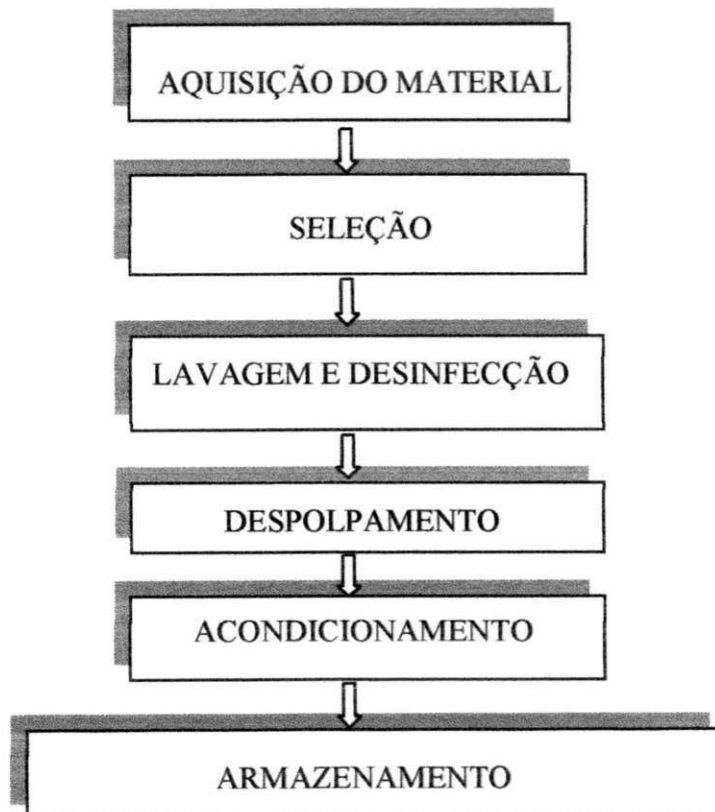 AQUISIÇÃO DO MATERIAL
SELEÇÃO
LAVAGEM E DESINFECÇÃO
DESPOLPAMENTO
ACONDICIONAMENTO
ARMAZENAMENTO